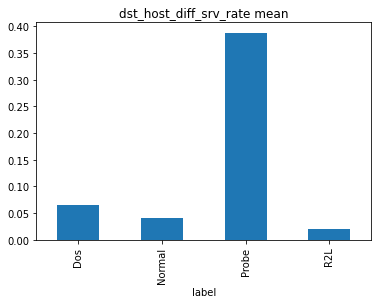 dst_host_diff_srv_rate mean
0.40
0.35
0.30
0.25
0.20
0.15
0.10
0.05
0.00
Dos
Normal
Probe
R2L
label